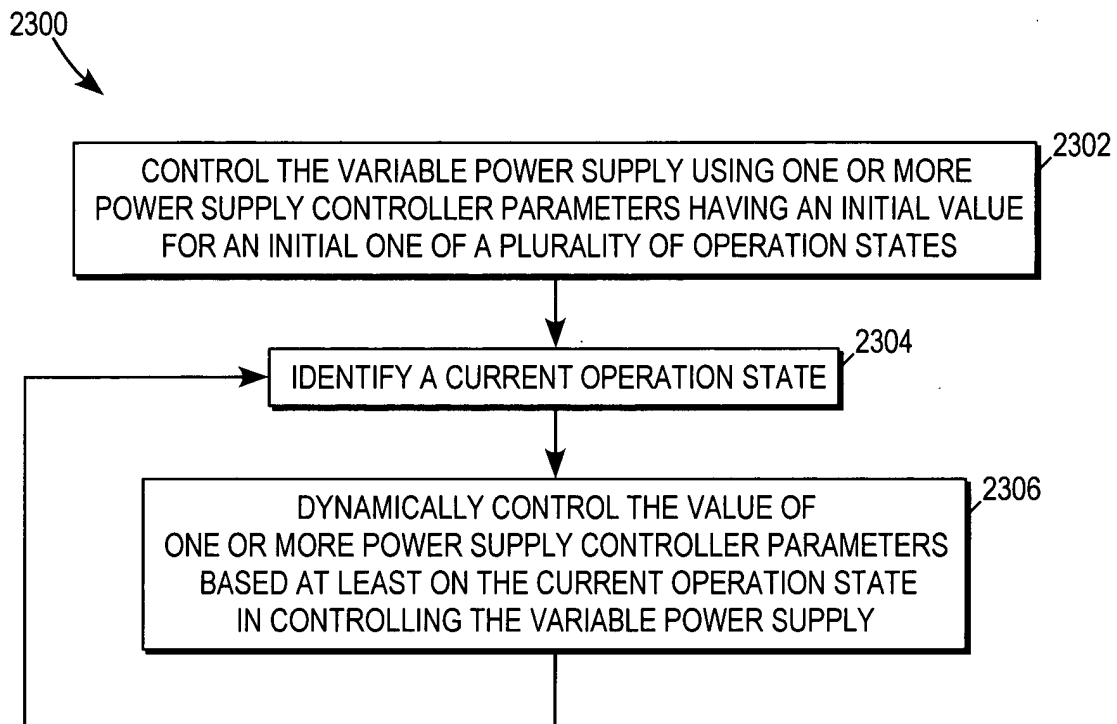 2300
2302
CONTROL THE VARIABLE POWER SUPPLY USING ONE OR MORE
POWER SUPPLY CONTROLLER PARAMETERS HAVING AN INITIAL VALUE
FOR AN INITIAL ONE OF A PLURALITY OF OPERATION STATES
2304
IDENTIFY A CURRENT OPERATION STATE
2306
DYNAMICALLY CONTROL THE VALUE OF
ONE OR MORE POWER SUPPLY CONTROLLER PARAMETERS
BASED AT LEAST ON THE CURRENT OPERATION STATE
IN CONTROLLING THE VARIABLE POWER SUPPLY